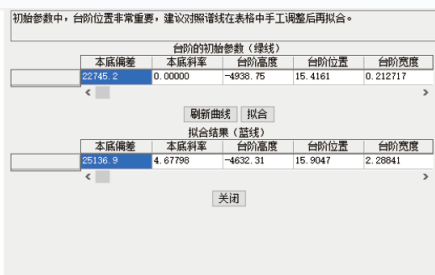 初始参数中，台阶位置非常重要，建议对照谱线在表格中手工调整后再拟合。
台阶的初始参数（绿线）
本底偏差 本底斜率 台阶高度 台阶位置 台阶宽度
22745.2 0.00000 -4938.75 15.4161 0.212717
刷新曲线 拟合
拟合结果（蓝线）
本底偏差 本底斜率 台阶高度 台阶位置 台阶宽度
25136.9 4.67798 -4632.31 15.9047 2.28841
关闭